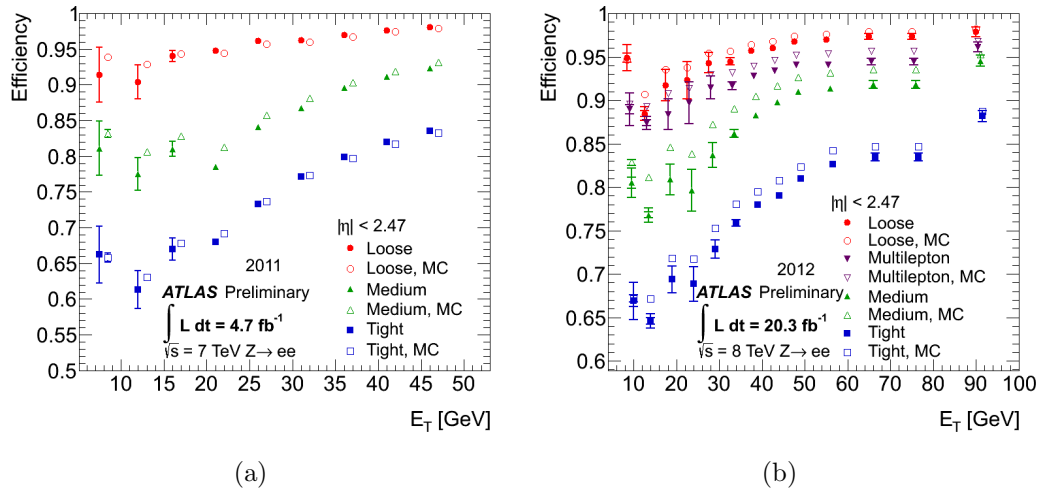 Efficiency
1
0.95
0.9
0.85
0.8
0.75
0.7
0.65
0.6
0.55
0.5
|η| < 2.47
Loose
Loose, MC
Medium
Medium, MC
Tight
Tight, MC
2011
ATLAS Preliminary
∫ L dt = 4.7 fb⁻¹
√s = 7 TeV Z→ ee
10 20 30 40 50
E_T [GeV]
(a)
Efficiency
1
0.95
0.9
0.85
0.8
0.75
0.7
0.65
0.6
|η| < 2.47
Loose
Loose, MC
Multilepton
Multilepton, MC
Medium
Medium, MC
Tight
Tight, MC
2012
ATLAS Preliminary
∫ L dt = 20.3 fb⁻¹
√s = 8 TeV Z→ ee
10 20 30 40 50 60 70 80 90 100
E_T [GeV]
(b)